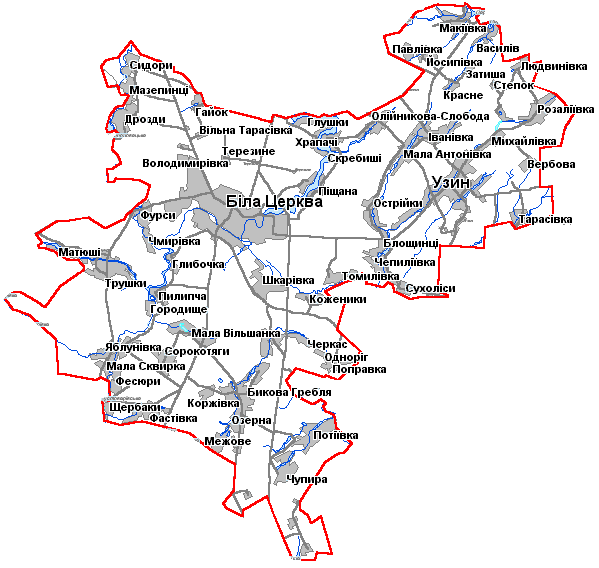 Макіївка
Василів
Павлівка
Йосипівка
Людвинівка
Сидори
Затиша
Степок
Мазепинці
Красне
Розаліївка
Гайок
Дрозди
Глушки
Олійникова-Слобода
Вільна Тарасівка
Іванівка
Храпачі
Михайлівка
Терезине
Скребиші
Мала Антонівка
Володимирівка
Вербова
Узин
Піщана
Біла Церква
Острійки
Фурси
Тарасівка
Чмирівка
Блощинці
Матюші
Чепиліївка
Глибочка
Томилівка
Трушки
Шкарівка
Сухоліси
Пилипча
Коженики
Городище
Мала Вільшанка
Яблунівка
Черкас
Сорокотяги
Одноріг
Мала Сквирка
Поправка
Фесюри
Бикова Гребля
Коржівка
Щербаки
Фастівка
Озерна
Потіївка
Межове
Чупира